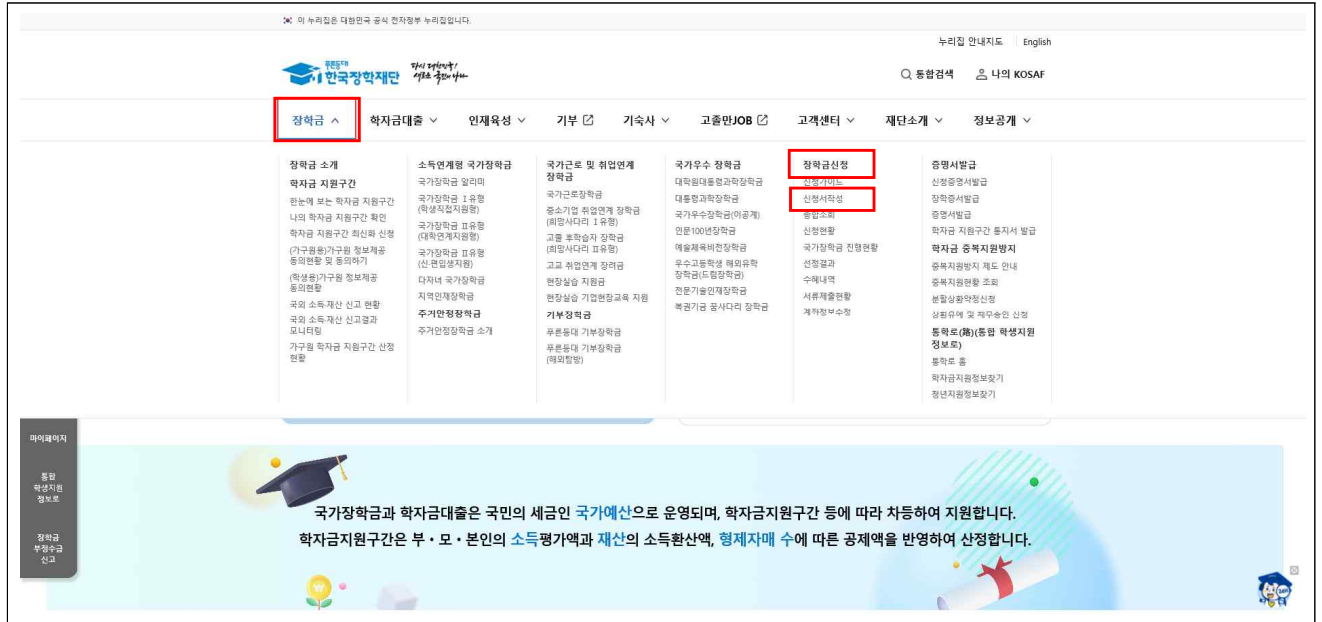 이 누리집은 대한민국 공식 전자정부 누리집입니다.
누리집 안내지도 English
푸른등대
한국장학재단
다시 대한민국!
새로운 국민의 나라
통합검색 나의 KOSAF
장학금 학자금대출 인재육성 기부 기숙사 고졸만JOB 고객센터 재단소개 정보공개
장학금 소개
학자금 지원구간
한눈에 보는 학자금 지원구간
나의 학자금 지원구간 확인
학자금 지원구간 최신화 신청
(가구원용)가구원 정보제공
동의현황 및 동의하기
(학생용)가구원 정보제공
동의현황
국외 소득·재산 신고 현황
국외 소득·재산 신고결과
모니터링
가구원 학자금 지원구간 산정
현황
소득연계형 국가장학금
국가장학금 알리미
국가장학금 Ⅰ유형
(학생직접지원형)
국가장학금 Ⅱ유형
(대학연계지원형)
국가장학금 Ⅱ유형
(신·편입생지원)
다자녀 국가장학금
지역인재장학금
주거안정장학금
주거안정장학금 소개
국가근로 및 취업연계
장학금
국가근로장학금
중소기업 취업연계 장학금
(희망사다리 Ⅰ유형)
고졸 후학습자 장학금
(희망사다리 Ⅱ유형)
고교 취업연계 장려금
현장실습 지원금
현장실습 기업현장교육 지원
기부장학금
푸른등대 기부장학금
푸른등대 기부장학금
(해외탐방)
국가우수 장학금
대학원대통령과학장학금
대통령과학장학금
국가우수장학금(이공계)
인문100년장학금
예술체육비전장학금
우수고등학생 해외유학
장학금(드림장학금)
전문기술인재장학금
복권기금 꿈사다리 장학금
장학금신청
신청가이드
신청서작성
종합조회
신청현황
국가장학금 진행현황
선정결과
수혜내역
서류제출현황
계좌정보수정
증명서발급
신청증명서발급
장학증서발급
증명서발급
학자금 지원구간 통지서 발급
학자금 중복지원방지
중복지원방지 제도 안내
중복지원현황 조회
분할상환약정신청
상환유예 및 채무승인 신청
통학로(路)(통합 학생지원
정보로)
통학로 홈
학자금지원정보찾기
청년지원정보찾기
마이페이지
통합
학생지원
정보로
장학금
부정수급
신고
국가장학금과 학자금대출은 국민의 세금인 국가예산으로 운영되며, 학자금지원구간 등에 따라 차등하여 지원합니다.
학자금지원구간은 부·모·본인의 소득평가액과 재산의 소득환산액, 형제자매 수에 따른 공제액을 반영하여 산정합니다.